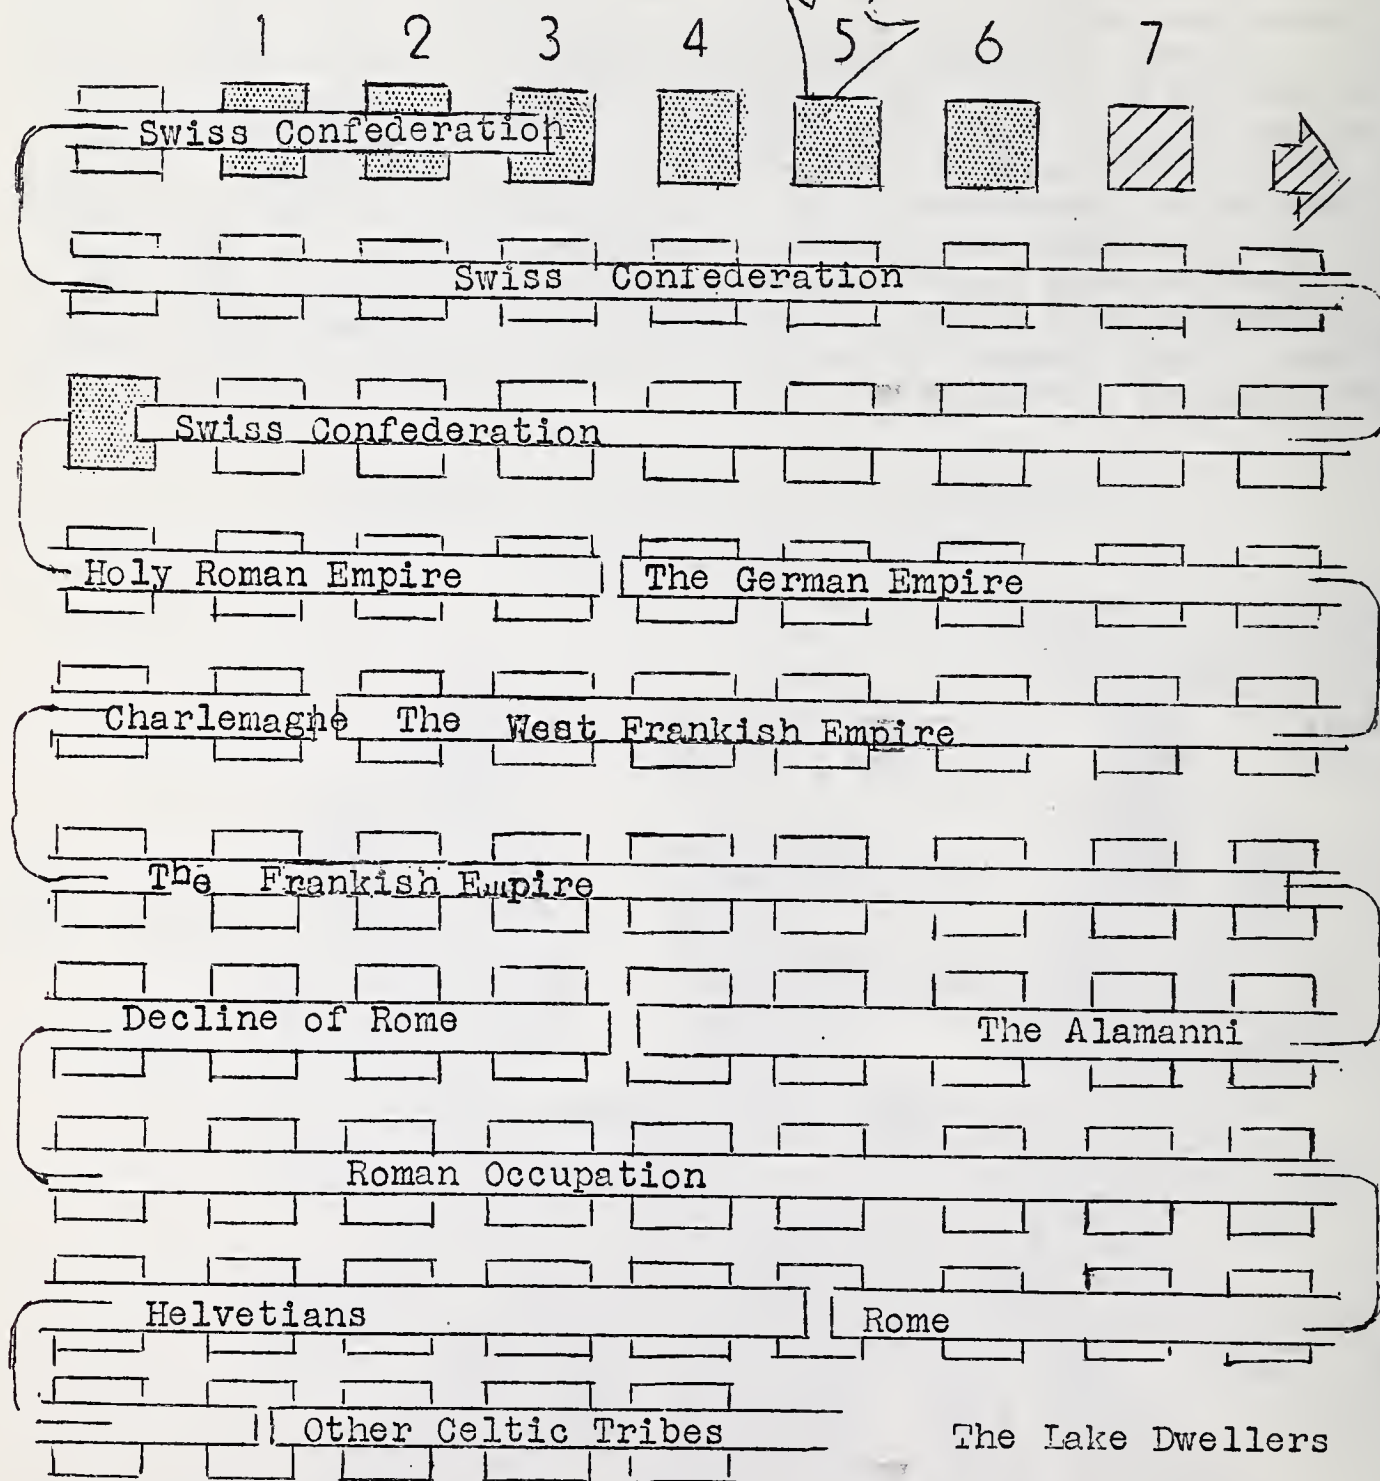 1 2 3 4 5 6 7
Swiss Confederation
Swiss Confederation
Swiss Confederation
Holy Roman Empire The German Empire
Charlemagne The West Frankish Empire
The Frankish Empire
Decline of Rome The Alamanni
Roman Occupation
Helvetians Rome
Other Celtic Tribes The Lake Dwellers